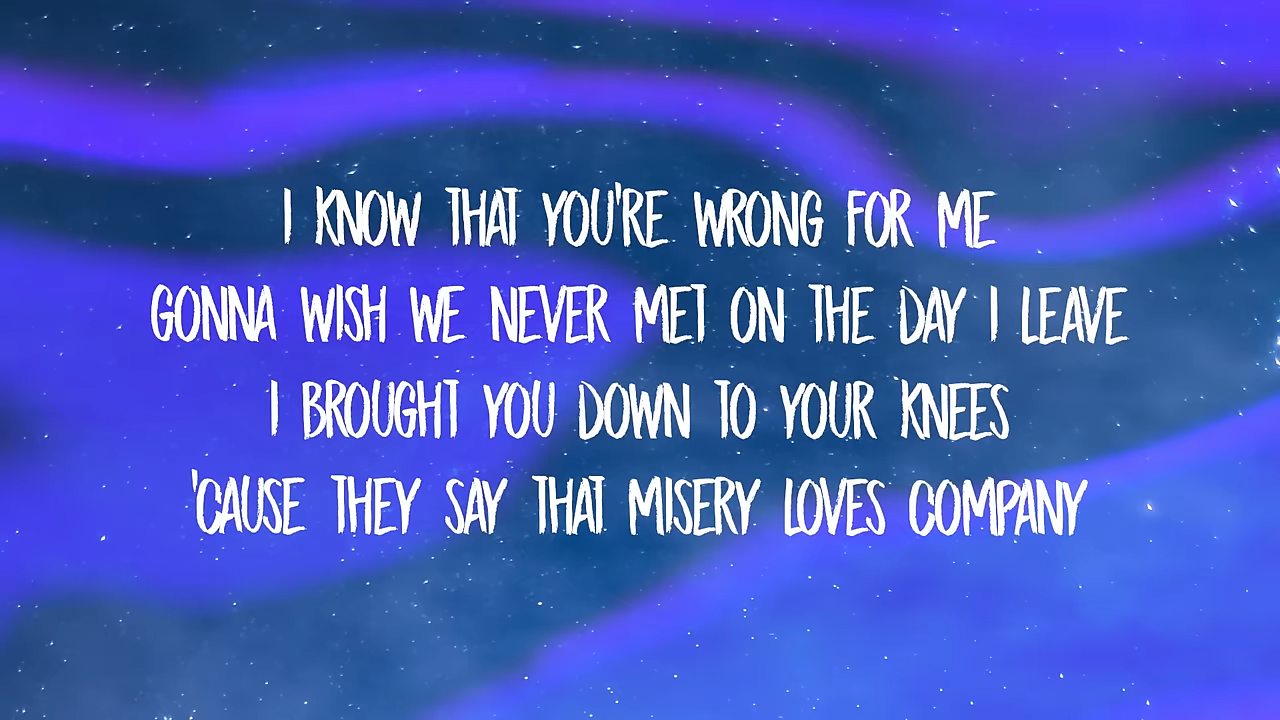 I KNOW THAT YOU'RE WRONG FOR ME
GONNA WISH WE NEVER MET ON THE DAY I LEAVE
I BROUGHT YOU DOWN TO YOUR KNEES
'CAUSE THEY SAY THAT MISERY LOVES COMPANY